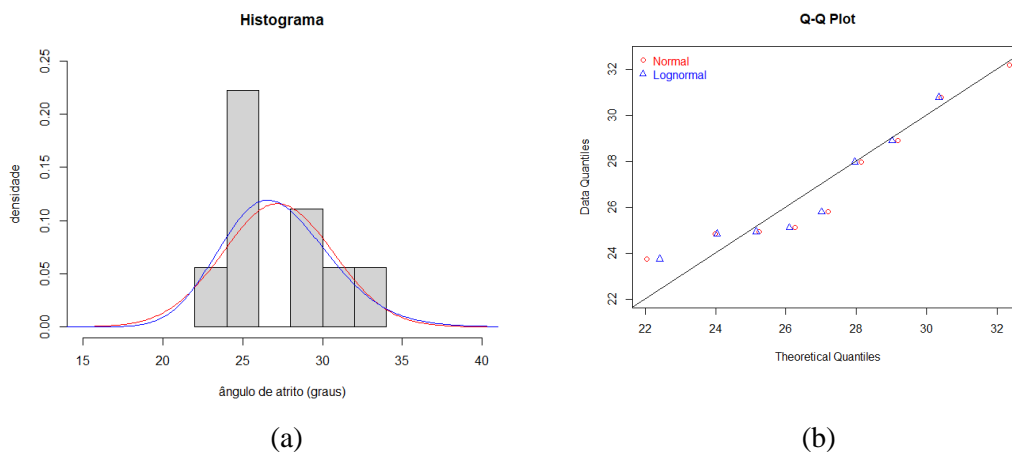 Histograma
densidade
0.00
0.05
0.10
0.15
0.20
0.25
15
20
25
30
35
40
ângulo de atrito (graus)
(a)
Q-Q Plot
Normal
Lognormal
Data Quantiles
22
24
26
28
30
32
22
24
26
28
30
32
Theoretical Quantiles
(b)